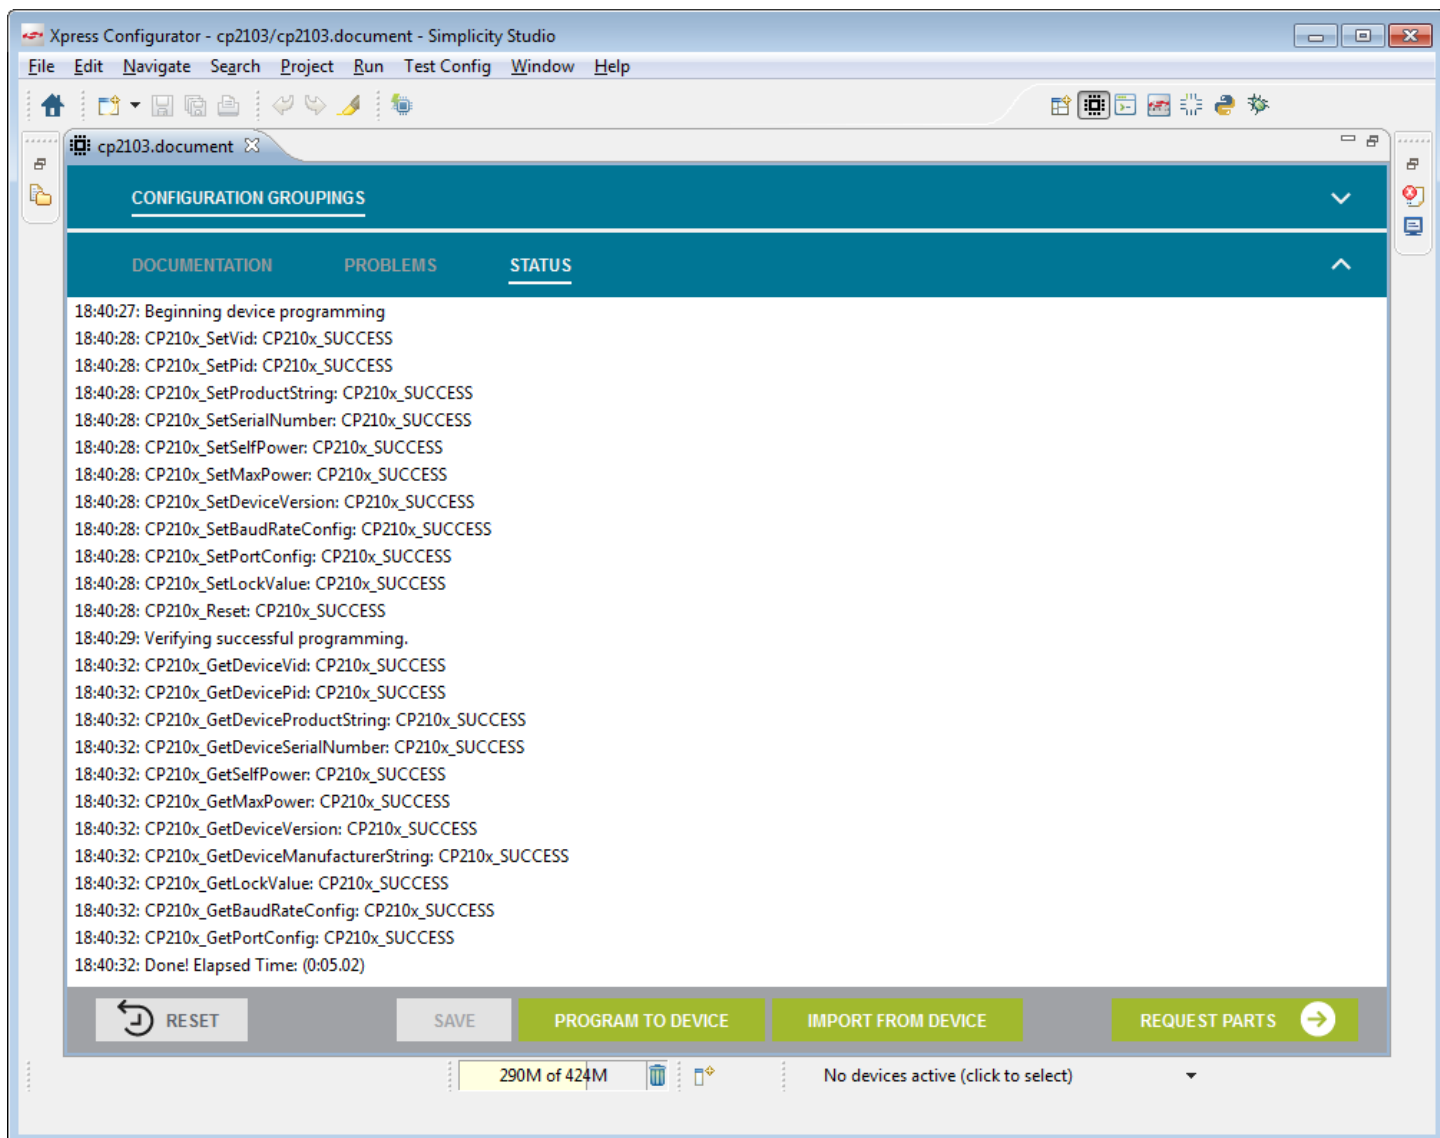 Xpress Configurator - cp2103/cp2103.document - Simplicity Studio
File Edit Navigate Search Project Run Test Config Window Help
cp2103.document
CONFIGURATION GROUPINGS
DOCUMENTATION PROBLEMS STATUS
18:40:27: Beginning device programming
18:40:28: CP210x_SetVid: CP210x_SUCCESS
18:40:28: CP210x_SetPid: CP210x_SUCCESS
18:40:28: CP210x_SetProductString: CP210x_SUCCESS
18:40:28: CP210x_SetSerialNumber: CP210x_SUCCESS
18:40:28: CP210x_SetSelfPower: CP210x_SUCCESS
18:40:28: CP210x_SetMaxPower: CP210x_SUCCESS
18:40:28: CP210x_SetDeviceVersion: CP210x_SUCCESS
18:40:28: CP210x_SetBaudRateConfig: CP210x_SUCCESS
18:40:28: CP210x_SetPortConfig: CP210x_SUCCESS
18:40:28: CP210x_SetLockValue: CP210x_SUCCESS
18:40:28: CP210x_Reset: CP210x_SUCCESS
18:40:29: Verifying successful programming.
18:40:32: CP210x_GetDeviceVid: CP210x_SUCCESS
18:40:32: CP210x_GetDevicePid: CP210x_SUCCESS
18:40:32: CP210x_GetDeviceProductString: CP210x_SUCCESS
18:40:32: CP210x_GetDeviceSerialNumber: CP210x_SUCCESS
18:40:32: CP210x_GetSelfPower: CP210x_SUCCESS
18:40:32: CP210x_GetMaxPower: CP210x_SUCCESS
18:40:32: CP210x_GetDeviceVersion: CP210x_SUCCESS
18:40:32: CP210x_GetDeviceManufacturerString: CP210x_SUCCESS
18:40:32: CP210x_GetLockValue: CP210x_SUCCESS
18:40:32: CP210x_GetBaudRateConfig: CP210x_SUCCESS
18:40:32: CP210x_GetPortConfig: CP210x_SUCCESS
18:40:32: Done! Elapsed Time: (0:05.02)
RESET SAVE PROGRAM TO DEVICE IMPORT FROM DEVICE REQUEST PARTS
290M of 424M No devices active (click to select)